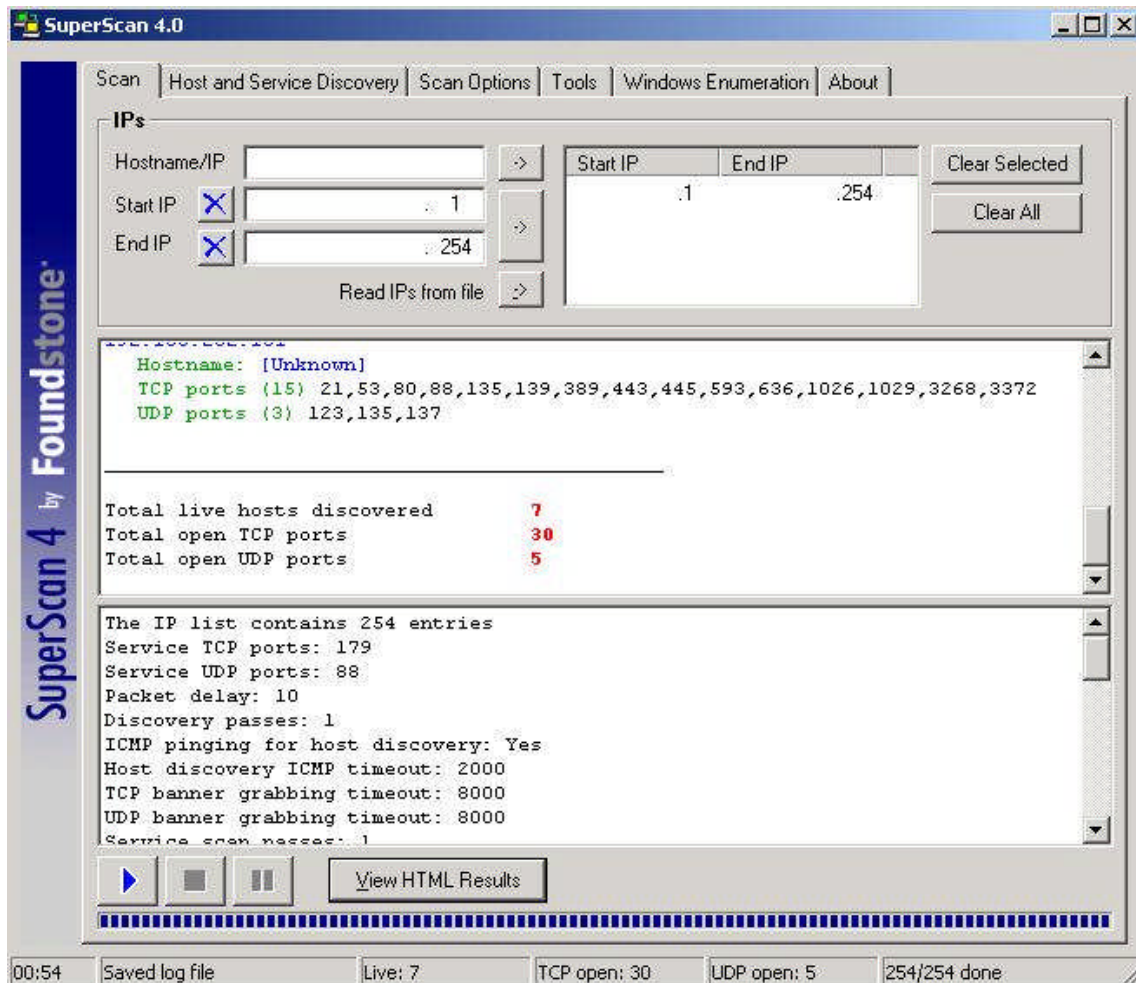 SuperScan 4.0
Scan Host and Service Discovery Scan Options Tools Windows Enumeration About
IPs
Hostname/IP ->
Start IP X . 1
End IP X . 254
->
Read IPs from file ->
Start IP End IP
.1 .254
Clear Selected
Clear All
SuperScan 4 by Foundstone
Hostname: [Unknown]
TCP ports (15) 21,53,80,88,135,139,389,443,445,593,636,1026,1029,3268,3372
UDP ports (3) 123,135,137
Total live hosts discovered 7
Total open TCP ports 30
Total open UDP ports 5
The IP list contains 254 entries
Service TCP ports: 179
Service UDP ports: 88
Packet delay: 10
Discovery passes: 1
ICMP pinging for host discovery: Yes
Host discovery ICMP timeout: 2000
TCP banner grabbing timeout: 8000
UDP banner grabbing timeout: 8000
Service scan passes: 1
View HTML Results
00:54 Saved log file Live: 7 TCP open: 30 UDP open: 5 254/254 done